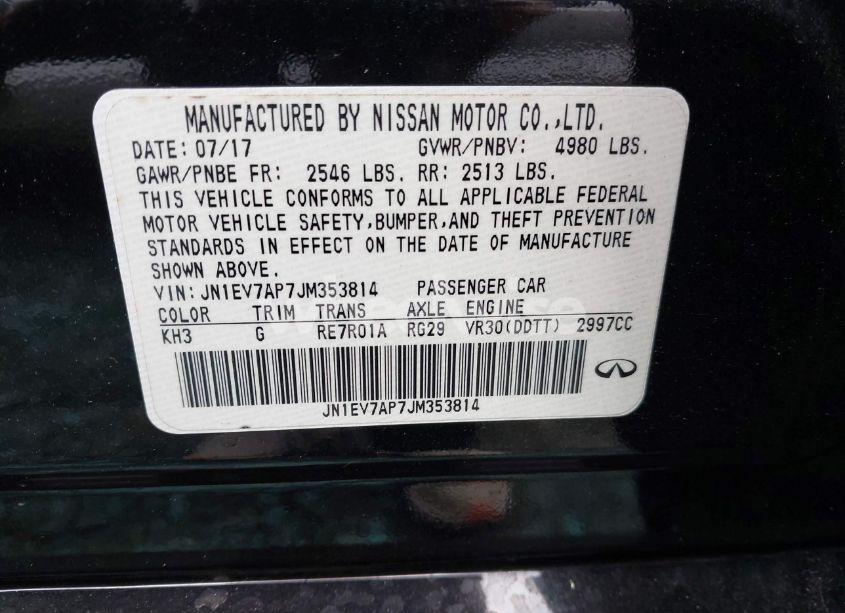 MANUFACTURED BY NISSAN MOTOR CO.,LTD.
DATE: 07/17 GVWR/PNBV: 4980 LBS.
GAWR/PNBE FR: 2546 LBS. RR: 2513 LBS.
THIS VEHICLE CONFORMS TO ALL APPLICABLE FEDERAL
MOTOR VEHICLE SAFETY,BUMPER,AND THEFT PREVENTION
STANDARDS IN EFFECT ON THE DATE OF MANUFACTURE
SHOWN ABOVE.
VIN:JN1EV7AP7JM353814 PASSENGER CAR
COLOR TRIM TRANS AXLE ENGINE
KH3 G RE7R01A RG29 VR30(DDTT) 2997CC
JN1EV7AP7JM353814